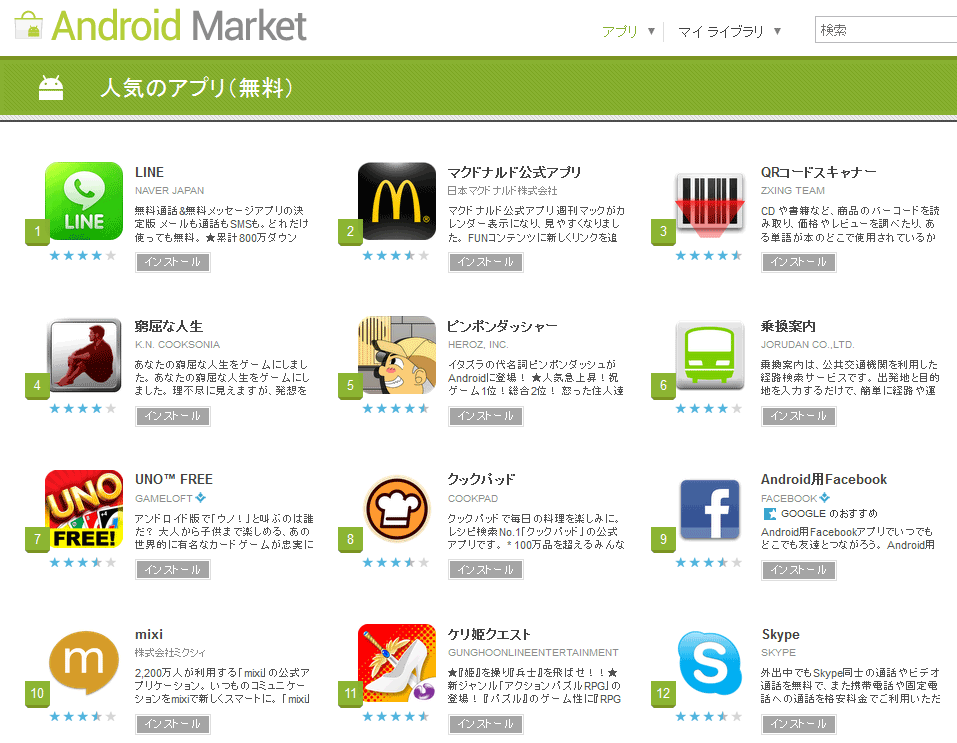 Android Market
アプリ ▼
マイ ライブラリ ▼
検索
人気のアプリ(無料)
LINE
LINE
NAVER JAPAN
無料通話&無料メッセージアプリの決
定版 メールも通話もSMSも。どれだけ
使っても無料。★累計800万ダウン
1
インストール
マクドナルド公式アプリ
日本マクドナルド株式会社
マクドナルド公式アプリ週刊マックがカ
レンダー表示になり、見やすくなりまし
た。 FUNコンテンツに新しくリンクを追
2
インストール
QRコードスキャナー
ZXING TEAM
CD や書籍など、商品のバーコードを読
み取り、価格やレビューを調べたり、あ
る単語が本のどこで使用されているか
3
インストール
窮屈な人生
K.N. COOKSONIA
あなたの窮屈な人生をゲームにしまし
た。あなたの窮屈な人生をゲームにし
ました。理不尽に見えますが、発想を
4
インストール
ピンポンダッシャー
HEROZ, INC.
イタズラの代名詞ピンポンダッシュが
Androidに登場！ ★人気急上昇！祝
ゲーム1位！総合2位！ 怒った住人達
5
インストール
乗換案内
JORUDAN CO.,LTD.
乗換案内は、公共交通機関を利用した
経路検索サービスです。出発地と目的
地を入力するだけで、簡単に経路や運
6
インストール
UNO
FREE!
UNO™ FREE
GAMELOFT
アンドロイド版で「ウノ！」と叫ぶのは誰
だ？ 大人から子供まで楽しめる、あの
世界的に有名なカードゲームが忠実に
7
インストール
クックパッド
COOKPAD
クックパッドで毎日の料理を楽しみに。
レシピ検索No.1「クックパッド」の公式
アプリです。 * 100万品を超えるみんな
8
インストール
f
Android用Facebook
FACEBOOK
GOOGLE のおすすめ
Android用Facebookアプリでいつでも
どこでも友達とつながろう。Android用
9
インストール
m
mixi
株式会社ミクシィ
2,200万人が利用する「mixi」の公式ア
プリケーション。いつものコミュニケー
ションをmixiで新しくスマートに。「mixi」
10
インストール
ケリ姫クエスト
GUNGHOONLINEENTERTAINMENT
★『姫』を操り『兵士』を飛ばせ！！★
新ジャンル「アクションパズルRPG」の
登場！『パズル』のゲーム性に『RPG
11
インストール
S
Skype
SKYPE
外出中でもSkype同士の通話やビデオ
通話を無料で、また携帯電話や固定電
話への通話を格安料金でご利用いただ
12
インストール